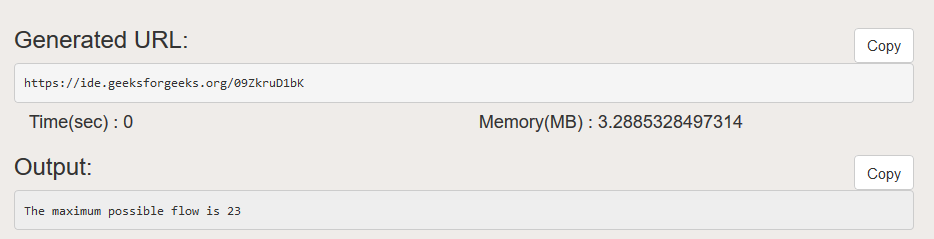 Generated URL:
Copy
https://ide.geeksforgeeks.org/09ZkruD1bK
Time(sec) : 0 Memory(MB) : 3.2885328497314
Output:
Copy
The maximum possible flow is 23